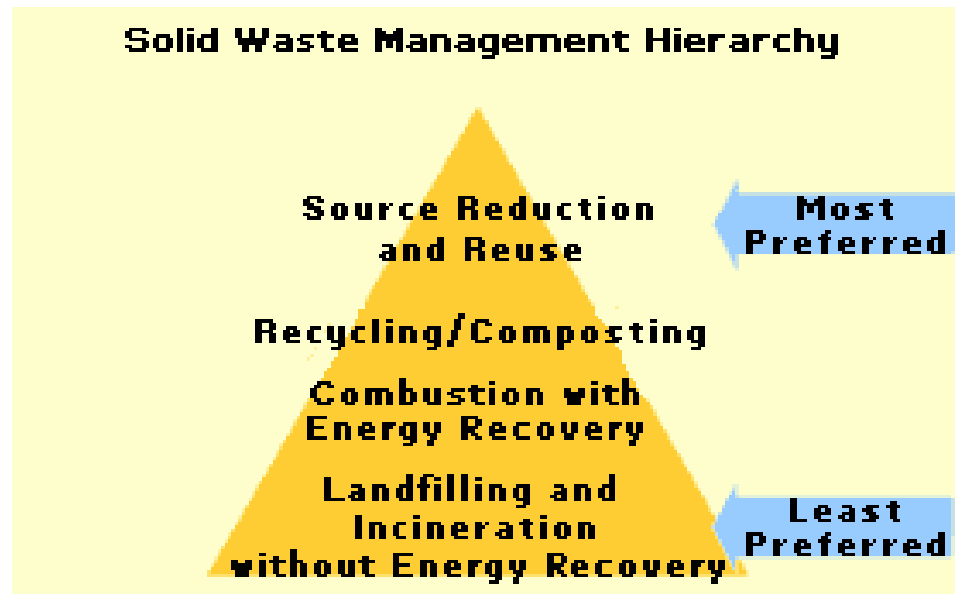 Solid Waste Management Hierarchy
Source Reduction
and Reuse
Most
Preferred
Recycling/Composting
Combustion with
Energy Recovery
Landfilling and
Incineration
without Energy Recovery
Least
Preferred